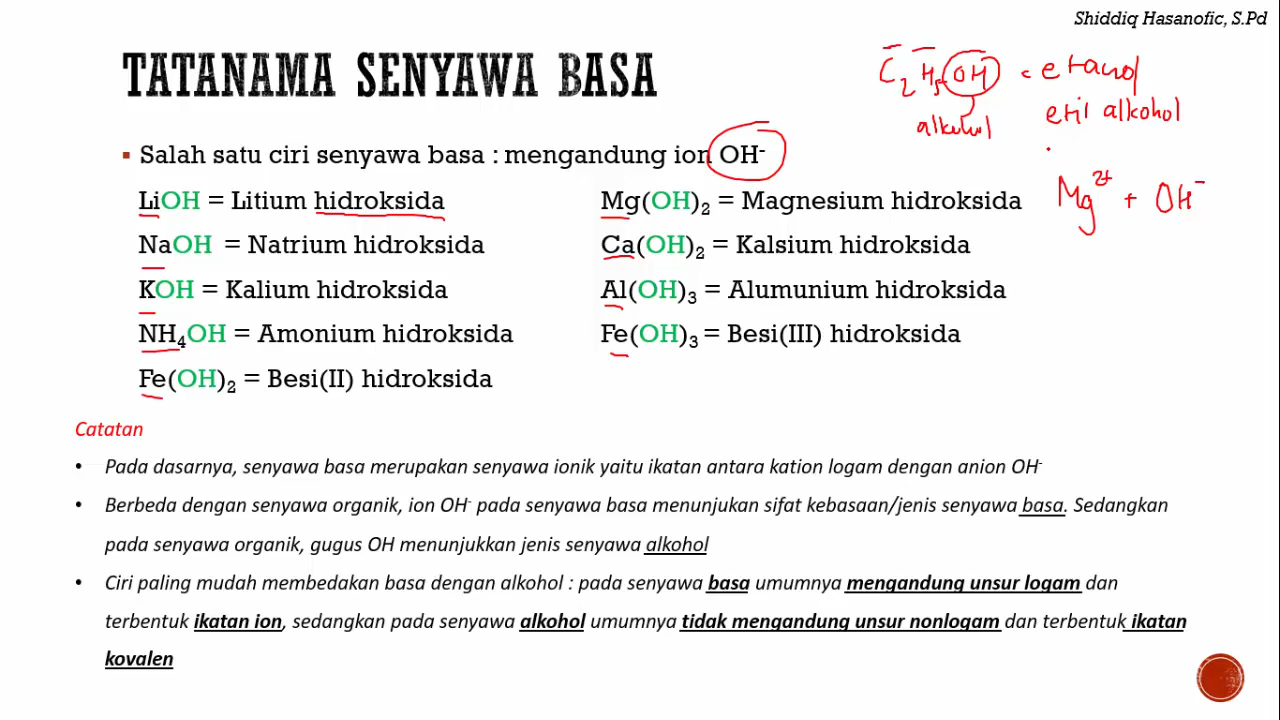 Shiddiq Hasanofic, S.Pd
TATANAMA SENYAWA BASA
C₂H₅OH = etanol
alkohol
etil alkohol
▪ Salah satu ciri senyawa basa : mengandung ion OH⁻
Mg²⁺ + OH⁻
LiOH = Litium hidroksida
NaOH = Natrium hidroksida
KOH = Kalium hidroksida
NH₄OH = Amonium hidroksida
Fe(OH)₂ = Besi(II) hidroksida
Mg(OH)₂ = Magnesium hidroksida
Ca(OH)₂ = Kalsium hidroksida
Al(OH)₃ = Alumunium hidroksida
Fe(OH)₃ = Besi(III) hidroksida
Catatan
• Pada dasarnya, senyawa basa merupakan senyawa ionik yaitu ikatan antara kation logam dengan anion OH⁻
• Berbeda dengan senyawa organik, ion OH⁻ pada senyawa basa menunjukan sifat kebasaan/jenis senyawa basa. Sedangkan
pada senyawa organik, gugus OH menunjukkan jenis senyawa alkohol
• Ciri paling mudah membedakan basa dengan alkohol : pada senyawa basa umumnya mengandung unsur logam dan
terbentuk ikatan ion, sedangkan pada senyawa alkohol umumnya tidak mengandung unsur nonlogam dan terbentuk ikatan
kovalen